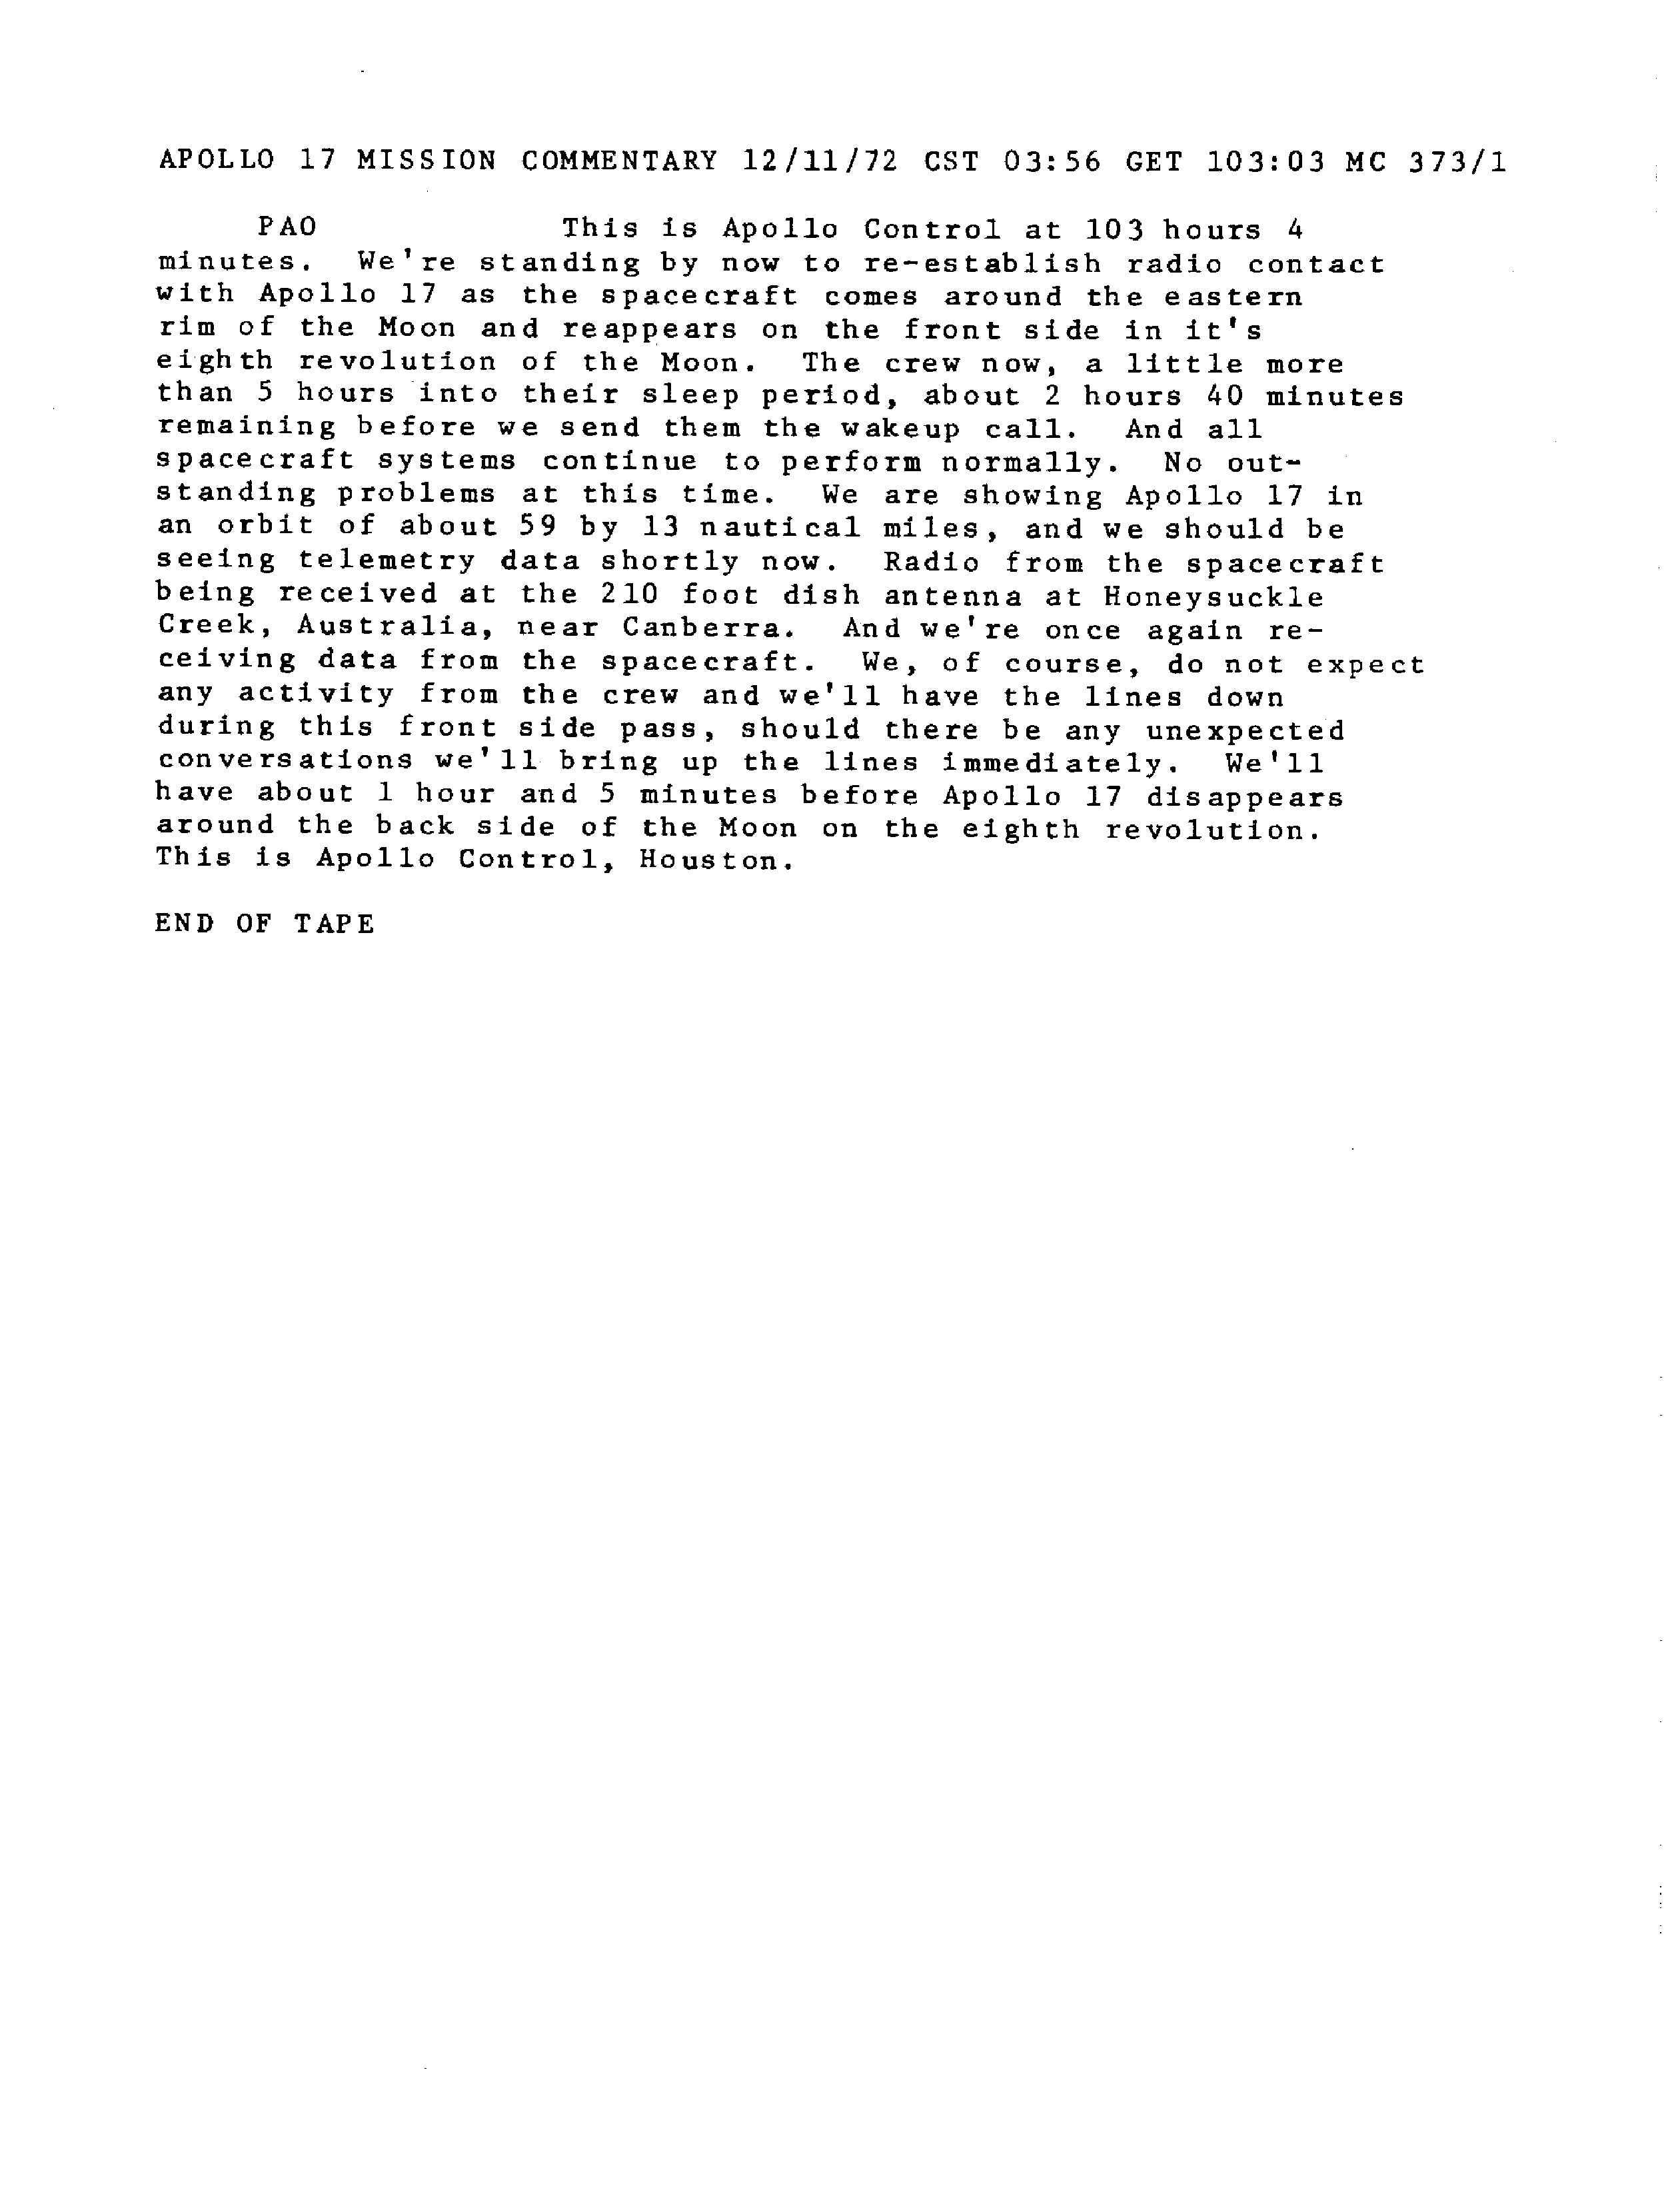 APOLLO 17 MISSION COMMENTARY 12/11/72 CST 03:56 GET 103:03 MC 373/1
PAO This is Apollo Control at 103 hours 4
minutes. We're standing by now to re-establish radio contact
with Apollo 17 as the spacecraft comes around the eastern
rim of the Moon and reappears on the front side in it's
eighth revolution of the Moon. The crew now, a little more
than 5 hours into their sleep period, about 2 hours 40 minutes
remaining before we send them the wakeup call. And all
spacecraft systems continue to perform normally. No out-
standing problems at this time. We are showing Apollo 17 in
an orbit of about 59 by 13 nautical miles, and we should be
seeing telemetry data shortly now. Radio from the spacecraft
being received at the 210 foot dish antenna at Honeysuckle
Creek, Australia, near Canberra. And we're once again re-
ceiving data from the spacecraft. We, of course, do not expect
any activity from the crew and we'll have the lines down
during this front side pass, should there be any unexpected
conversations we'll bring up the lines immediately. We'll
have about 1 hour and 5 minutes before Apollo 17 disappears
around the back side of the Moon on the eighth revolution.
This is Apollo Control, Houston.
END OF TAPE